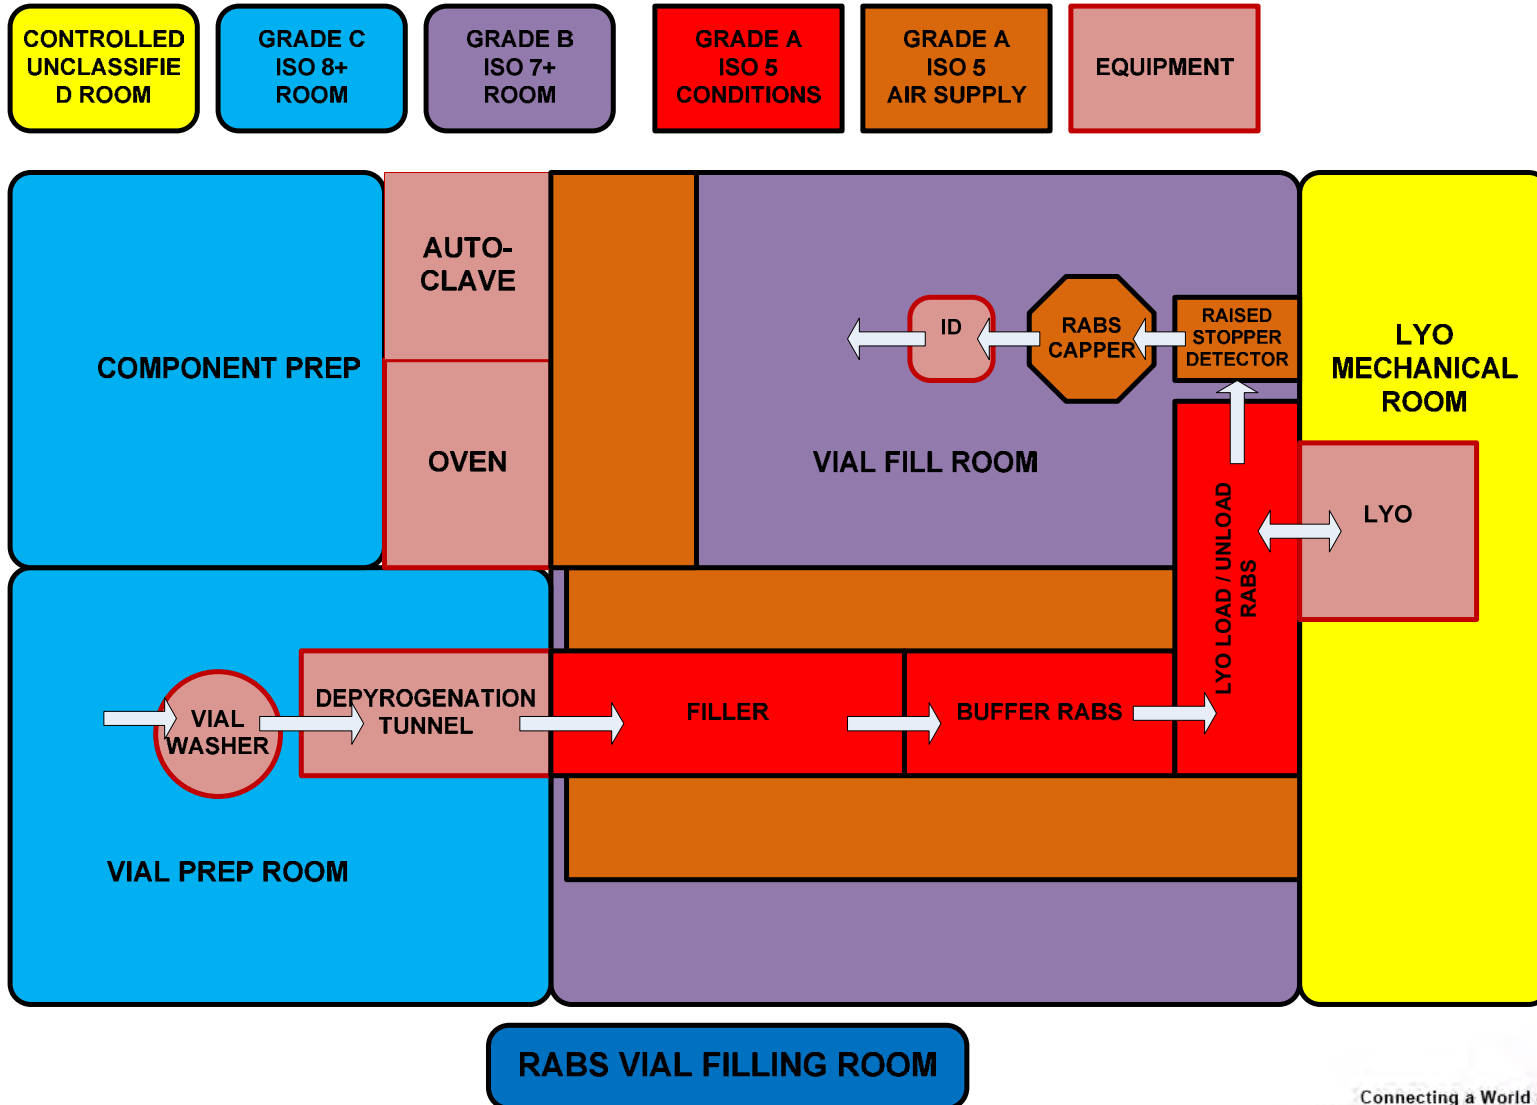 CONTROLLED
UNCLASSIFIE
D ROOM
GRADE C
ISO 8+
ROOM
GRADE B
ISO 7+
ROOM
GRADE A
ISO 5
CONDITIONS
GRADE A
ISO 5
AIR SUPPLY
EQUIPMENT
COMPONENT PREP
AUTO-
CLAVE
OVEN
ID
RABS
CAPPER
RAISED
STOPPER
DETECTOR
LYO
MECHANICAL
ROOM
VIAL FILL ROOM
LYO LOAD / UNLOAD
RABS
LYO
VIAL
WASHER
DEPYROGENATION
TUNNEL
FILLER
BUFFER RABS
VIAL PREP ROOM
RABS VIAL FILLING ROOM
Connecting a World